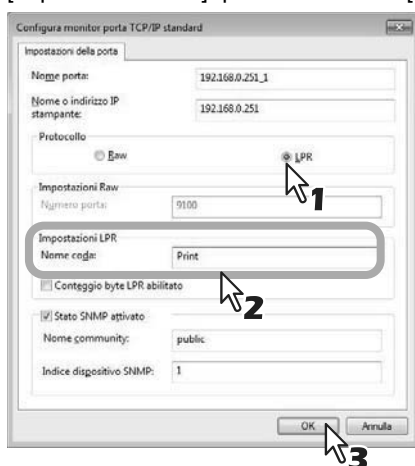 Configura monitor porta TCP/IP standard
Impostazioni della porta
Nome porta: 192.168.0.251_1
Nome o indirizzo IP
stampante: 192.168.0.251
Protocollo
Raw LPR
1
Impostazioni Raw
Numero porta: 9100
Impostazioni LPR
Nome coda: Print
Conteggio byte LPR abilitato
2
Stato SNMP attivato
Nome community: public
Indice dispositivo SNMP: 1
OK Annulla
3